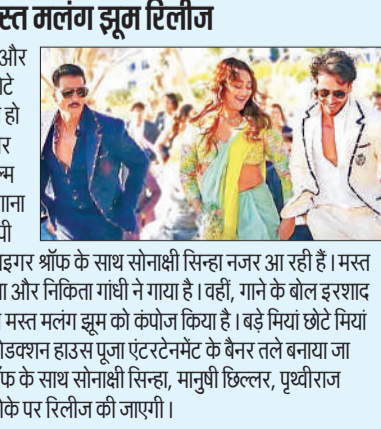 स्त मलंग झूम रिलीज
और
टे
हो
र
ल्म
गाना
पी
इगर श्रॉफ के साथ सोनाक्षी सिन्हा नजर आ रही हैं। मस्त
ा और निकिता गांधी ने गाया है। वहीं, गाने के बोल इरशाद
मस्त मलंग झूम को कंपोज किया है। बड़े मियां छोटे मियां
ोडक्शन हाउस पूजा एंटरटेनमेंट के बैनर तले बनाया जा
ॉफ के साथ सोनाक्षी सिन्हा, मानुषी छिल्लर, पृथ्वीराज
ौके पर रिलीज की जाएगी।